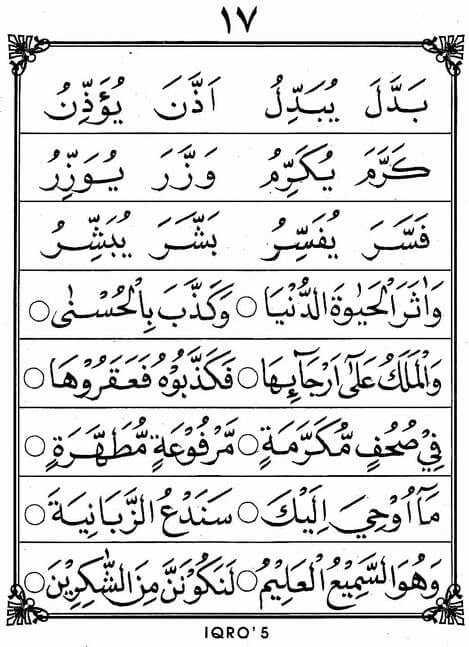 ١٧
بَدَّلَ يُبَدِّلُ اَذَّنَ يُؤَذِّنُ
كَرَّمَ يُكَرِّمُ وَزَّرَ يُوَزِّرُ
فَسَّرَ يُفَسِّرُ بَشَّرَ يُبَشِّرُ
وَاٰثَرَ الْحَيٰوةَ الدُّنْيَا ○ وَكَذَّبَ بِالْحُسْنٰى ○
وَالْمَلَكُ عَلٰٓى اَرْجَآئِهَا ○ فَكَذَّبُوْهُ فَعَقَرُوْهَا ○
فِيْ صُحُفٍ مُّكَرَّمَةٍ ○ مَّرْفُوْعَةٍ مُّطَهَّرَةٍ ○
مَآ اُوْحِيَ اِلَيْكَ ○ سَنَدْعُ الزَّبَانِيَةَ ○
وَهُوَ السَّمِيْعُ الْعَلِيْمُ ○ لَنَكُوْنَنَّ مِنَ الشّٰكِرِيْنَ ○
IQRO' 5